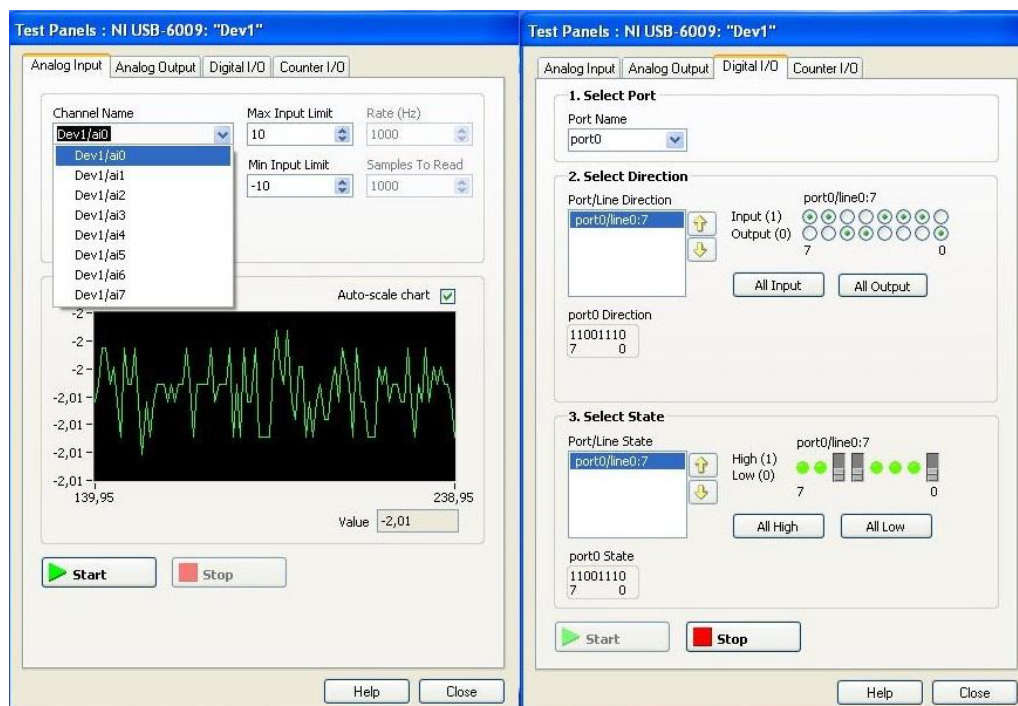 Test Panels : NI USB-6009: "Dev1"
Analog Input Analog Output Digital I/O Counter I/O
Channel Name
Dev1/ai0
Dev1/ai0
Dev1/ai1
Dev1/ai2
Dev1/ai3
Dev1/ai4
Dev1/ai5
Dev1/ai6
Dev1/ai7
Max Input Limit
10
Min Input Limit
-10
Rate (Hz)
1000
Samples To Read
1000
Auto-scale chart
-2
-2
-2
-2,01
-2,01
-2,01
-2,01
139,95 238,95
Value -2,01
Start Stop
Help Close
Test Panels : NI USB-6009: "Dev1"
Analog Input Analog Output Digital I/O Counter I/O
1. Select Port
Port Name
port0
2. Select Direction
Port/Line Direction
port0/line0:7
port0/line0:7
Input (1)
Output (0)
7 0
All Input All Output
port0 Direction
11001110
7 0
3. Select State
Port/Line State
port0/line0:7
port0/line0:7
High (1)
Low (0)
7 0
All High All Low
port0 State
11001110
7 0
Start Stop
Help Close